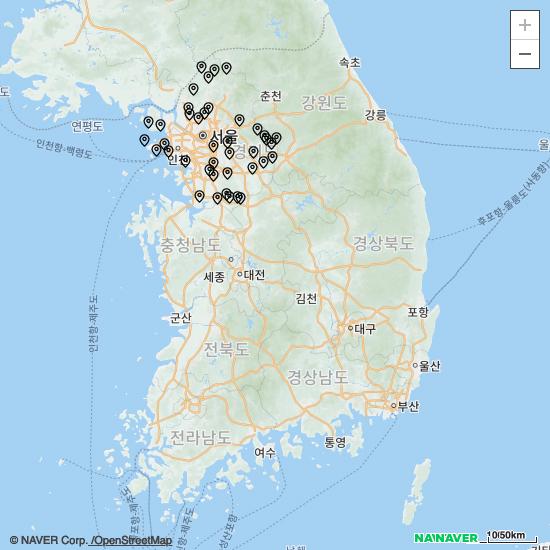 +
−
속초
춘천
강원도
강릉
연평도
서울
울
인천항-백령도
인천
경기도
후포항-울릉도(사동항)
충청남도
경상북도
세종
대전
김천
인천항-제주도
군산
포항
대구
전북도
울산
경상남도
부산
전라남도
통영
여수
© NAVER Corp. /OpenStreetMap
NAVER
10/50km